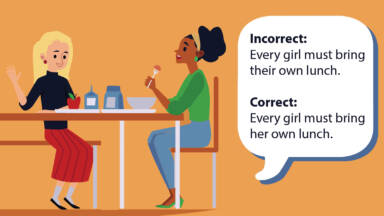 Incorrect:
Every girl must bring
their own lunch.
Correct:
Every girl must bring
her own lunch.